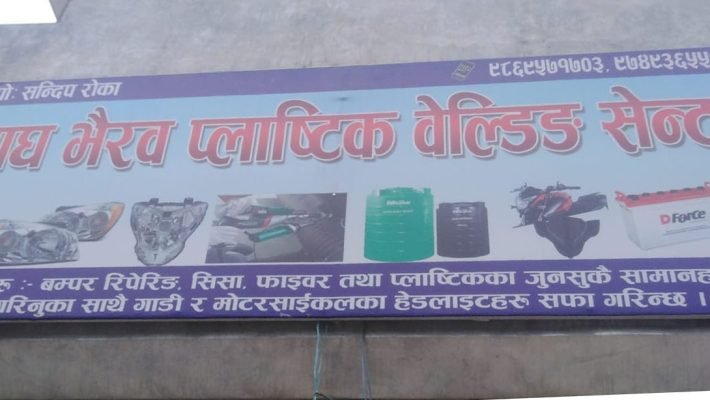 पो: सन्दिप रोका
९८६९५७१७०३, ९७४९३६५५
ाघ भैरव प्लाष्टिक वेल्डिङ सेन्ट
D Force
रू :- बम्पर रिपेरिङ, सिसा, फाइवर तथा प्लाष्टिकका जुनसुकै सामानह
गरिनुका साथै गाडी र मोटरसाईकलका हेडलाइटहरू सफा गरिन्छ ।